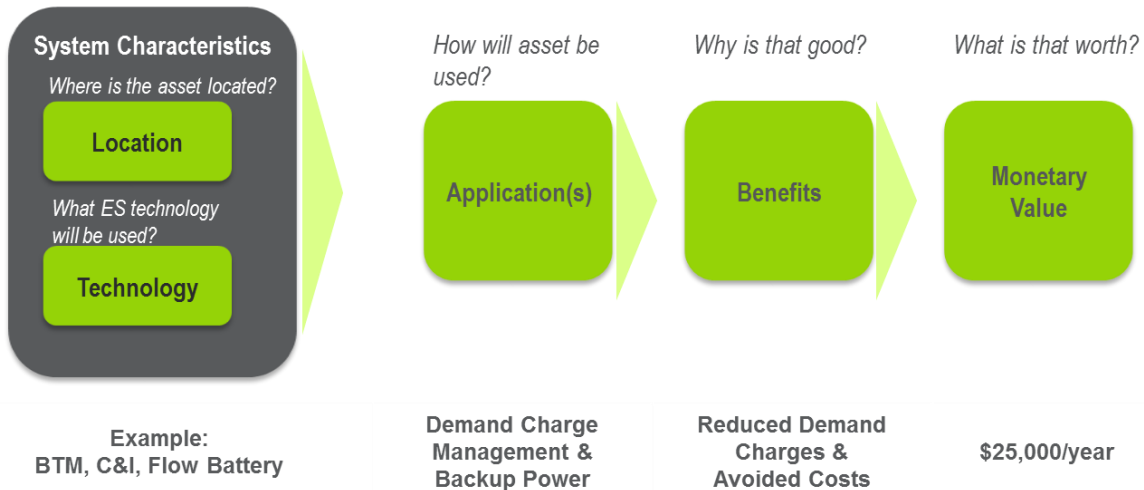 System Characteristics
Where is the asset located?
Location
What ES technology
will be used?
Technology
How will asset be
used?
Application(s)
Why is that good?
Benefits
What is that worth?
Monetary
Value
Example:
BTM, C&I, Flow Battery
Demand Charge
Management &
Backup Power
Reduced Demand
Charges &
Avoided Costs
$25,000/year